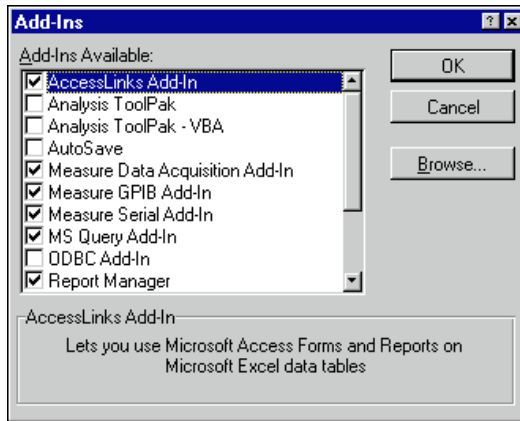 Add-Ins
Add-Ins Available:
AccessLinks Add-In
Analysis ToolPak
Analysis ToolPak - VBA
AutoSave
Measure Data Acquisition Add-In
Measure GPIB Add-In
Measure Serial Add-In
MS Query Add-In
ODBC Add-In
Report Manager
OK
Cancel
Browse...
AccessLinks Add-In
Lets you use Microsoft Access Forms and Reports on
Microsoft Excel data tables